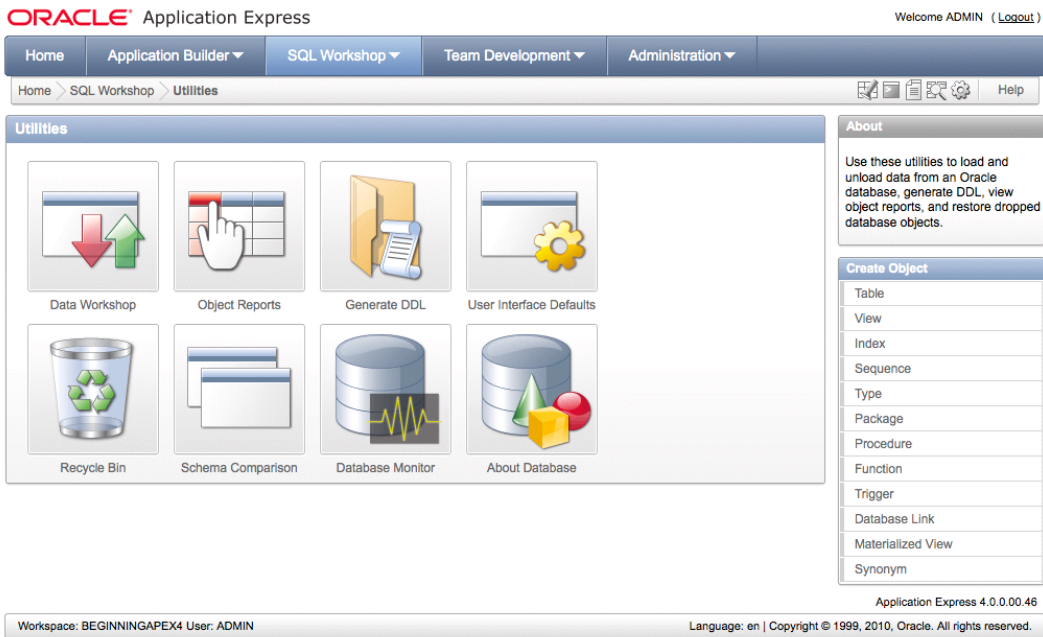 ORACLE® Application Express
Welcome ADMIN ( Logout )
Home
Application Builder
SQL Workshop
Team Development
Administration
Home
SQL Workshop
Utilities
Help
Utilities
Data Workshop
Object Reports
Generate DDL
User Interface Defaults
Recycle Bin
Schema Comparison
Database Monitor
About Database
About
Use these utilities to load and
unload data from an Oracle
database, generate DDL, view
object reports, and restore dropped
database objects.
Create Object
Table
View
Index
Sequence
Type
Package
Procedure
Function
Trigger
Database Link
Materialized View
Synonym
Application Express 4.0.0.00.46
Workspace: BEGINNINGAPEX4 User: ADMIN
Language: en | Copyright © 1999, 2010, Oracle. All rights reserved.